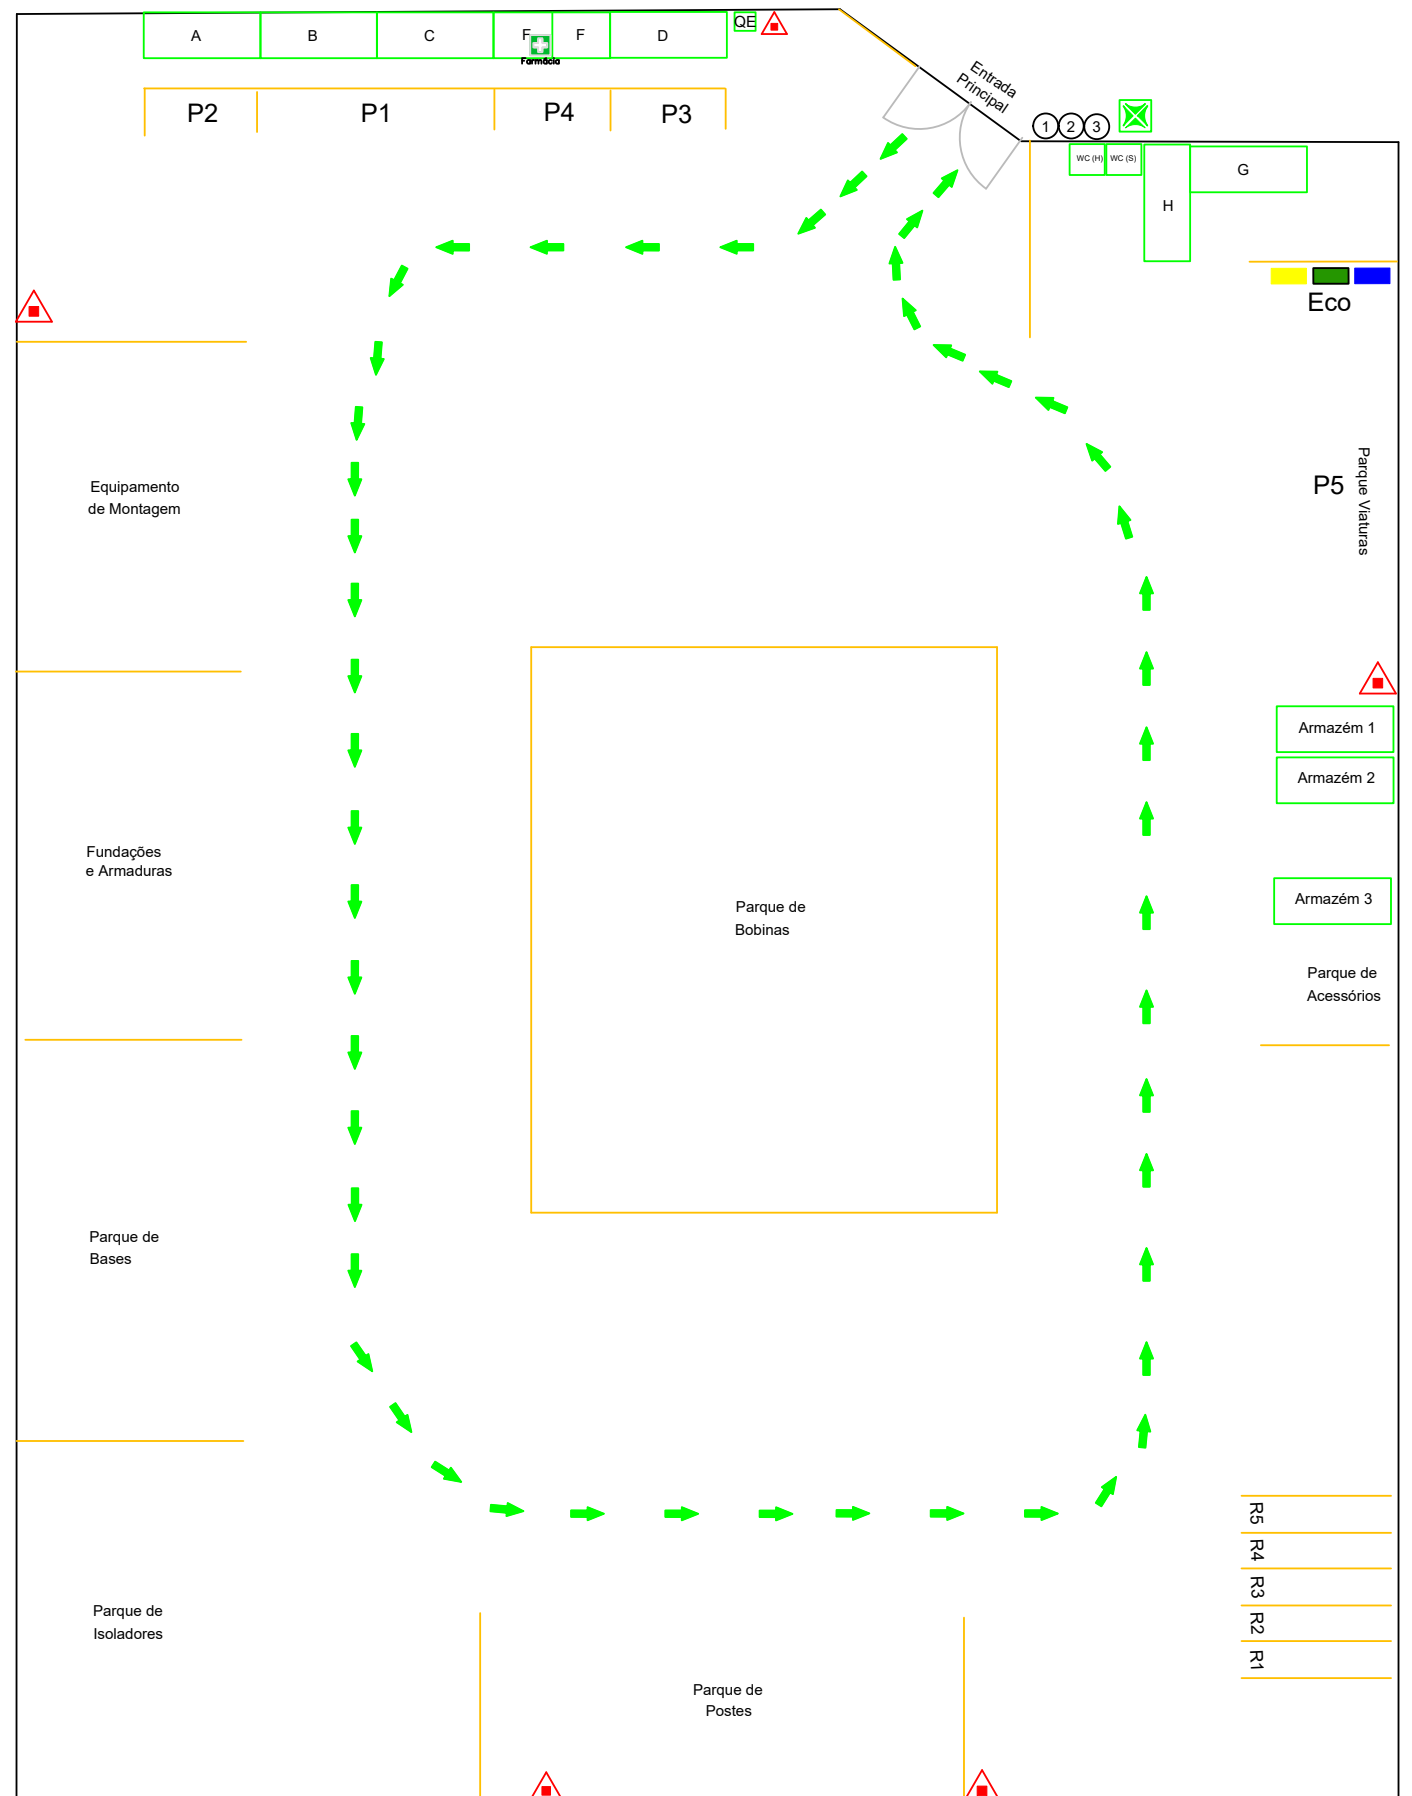 A
B
C
F
F
D
QE
Farmácia
P2
P1
P4
P3
Entrada
Principal
1
2
3
WC (H)
WC (S)
H
G
Eco
Equipamento
de Montagem
P5
Parque Viaturas
Armazém 1
Armazém 2
Fundações
e Armaduras
Armazém 3
Parque de
Bobinas
Parque de
Acessórios
Parque de
Bases
R5
R4
R3
R2
R1
Parque de
Isoladores
Parque de
Postes